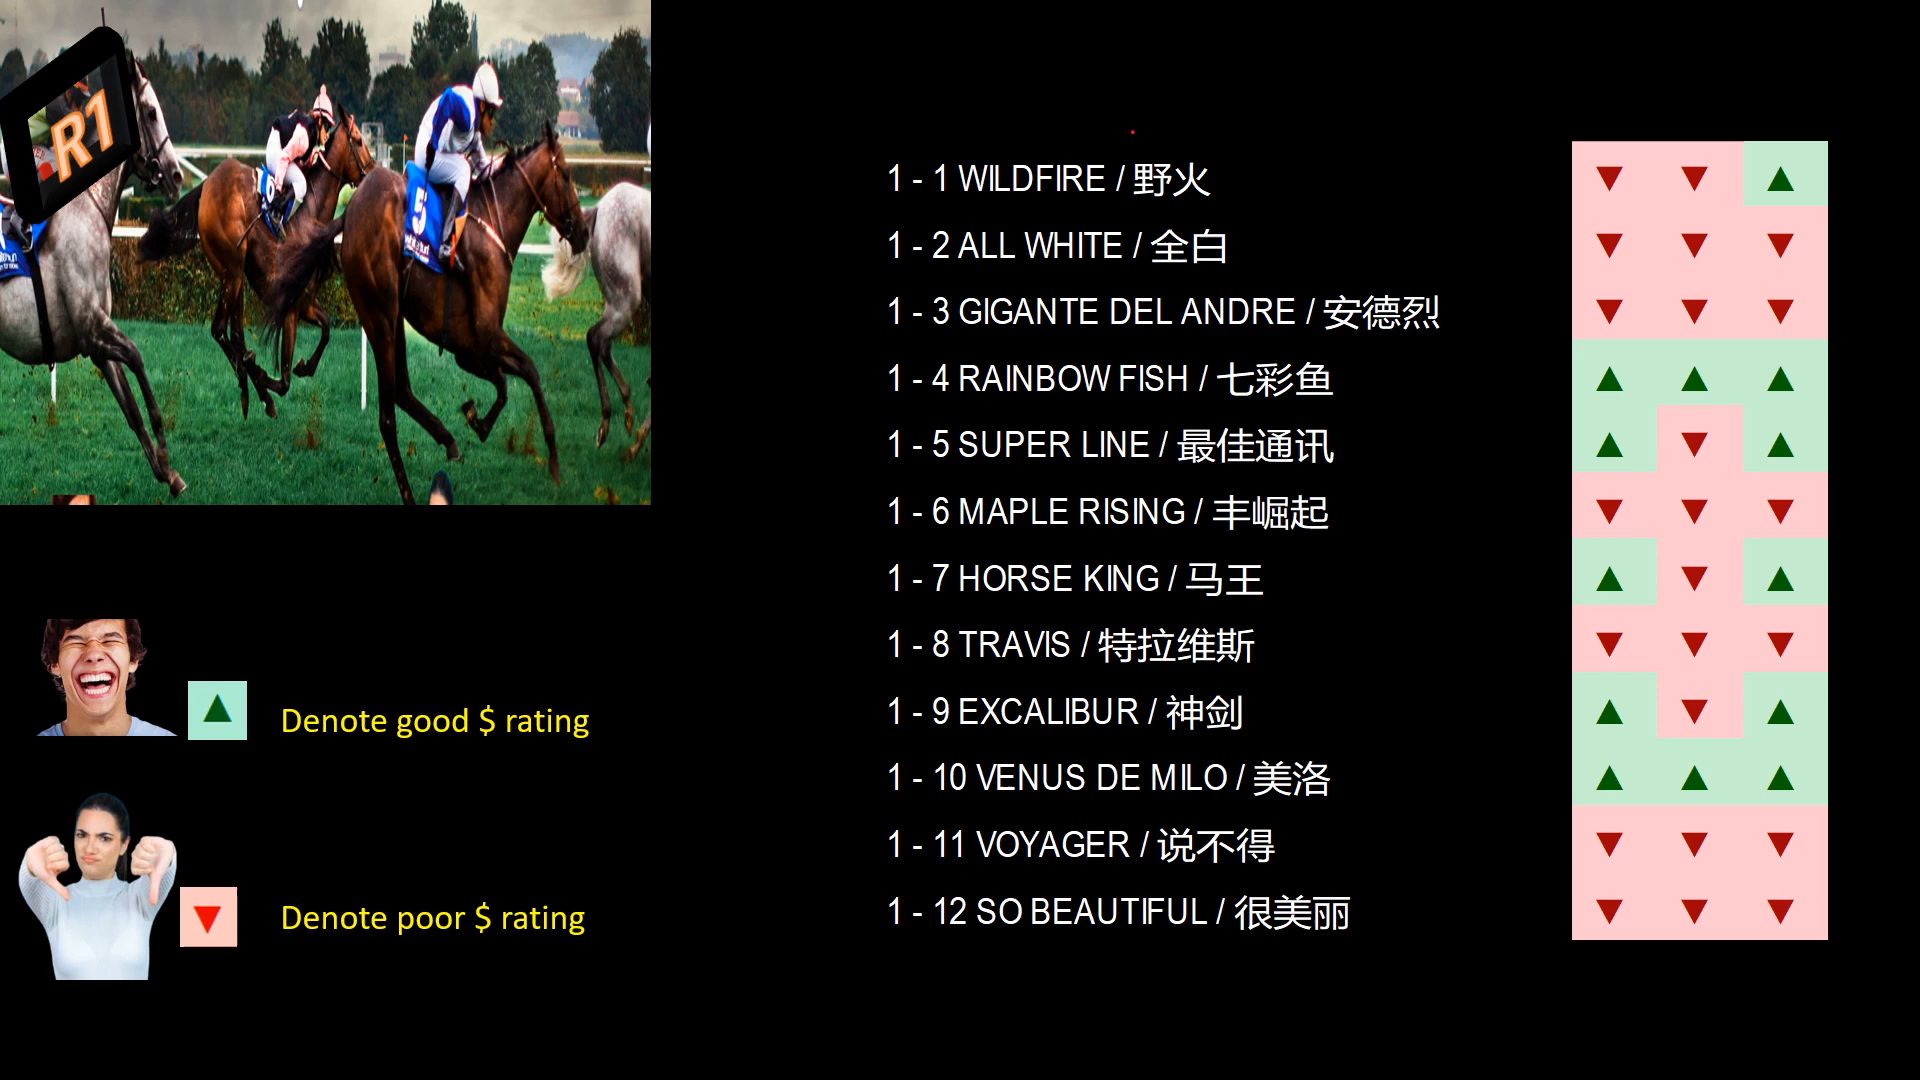 R1
6
5
1 - 1 WILDFIRE / 野火 ▼ ▼ ▲
1 - 2 ALL WHITE / 全白 ▼ ▼ ▼
1 - 3 GIGANTE DEL ANDRE / 安德烈 ▼ ▼ ▼
1 - 4 RAINBOW FISH / 七彩鱼 ▲ ▲ ▲
1 - 5 SUPER LINE / 最佳通讯 ▲ ▼ ▲
1 - 6 MAPLE RISING / 丰崛起 ▼ ▼ ▼
1 - 7 HORSE KING / 马王 ▲ ▼ ▲
1 - 8 TRAVIS / 特拉维斯 ▼ ▼ ▼
1 - 9 EXCALIBUR / 神剑 ▲ ▼ ▲
1 - 10 VENUS DE MILO / 美洛 ▲ ▲ ▲
1 - 11 VOYAGER / 说不得 ▼ ▼ ▼
1 - 12 SO BEAUTIFUL / 很美丽 ▼ ▼ ▼
▲ Denote good $ rating
▼ Denote poor $ rating